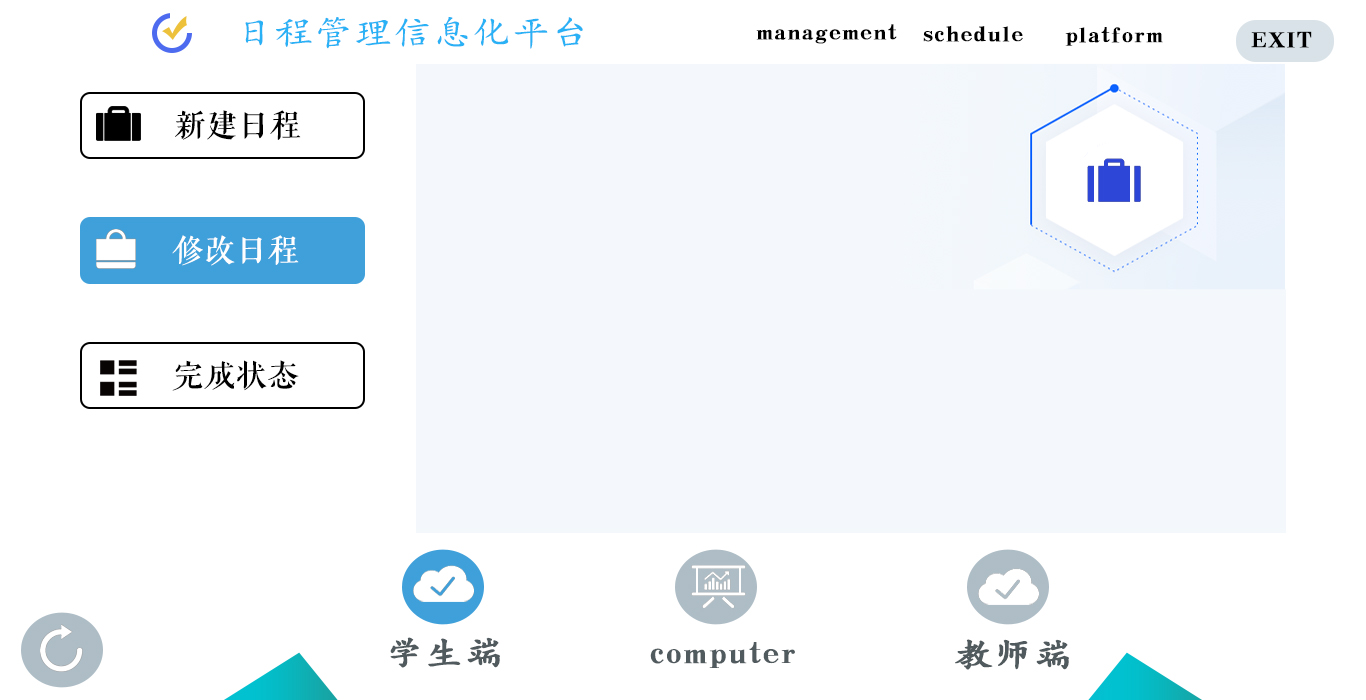 日程管理信息化平台
management
schedule
platform
EXIT
新建日程
修改日程
完成状态
学生端
computer
教师端